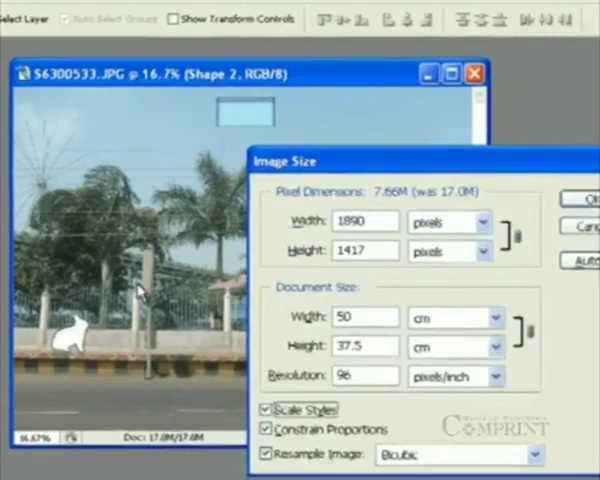 elect Layer Auto Select Groups Show Transform Controls
S6300533.JPG @ 16.7% (Shape 2, RGB/8)
Image Size
Pixel Dimensions: 7.66M (was 17.0M)
Width: 1890 pixels
Height: 1417 pixels
Document Size:
Width: 50 cm
Height: 37.5 cm
Resolution: 96 pixels/inch
Scale Styles
Constrain Proportions
Resample Image: Bicubic
Canc
Auto
COMPRINT
16.67% Doc: 17.0M/17.0M